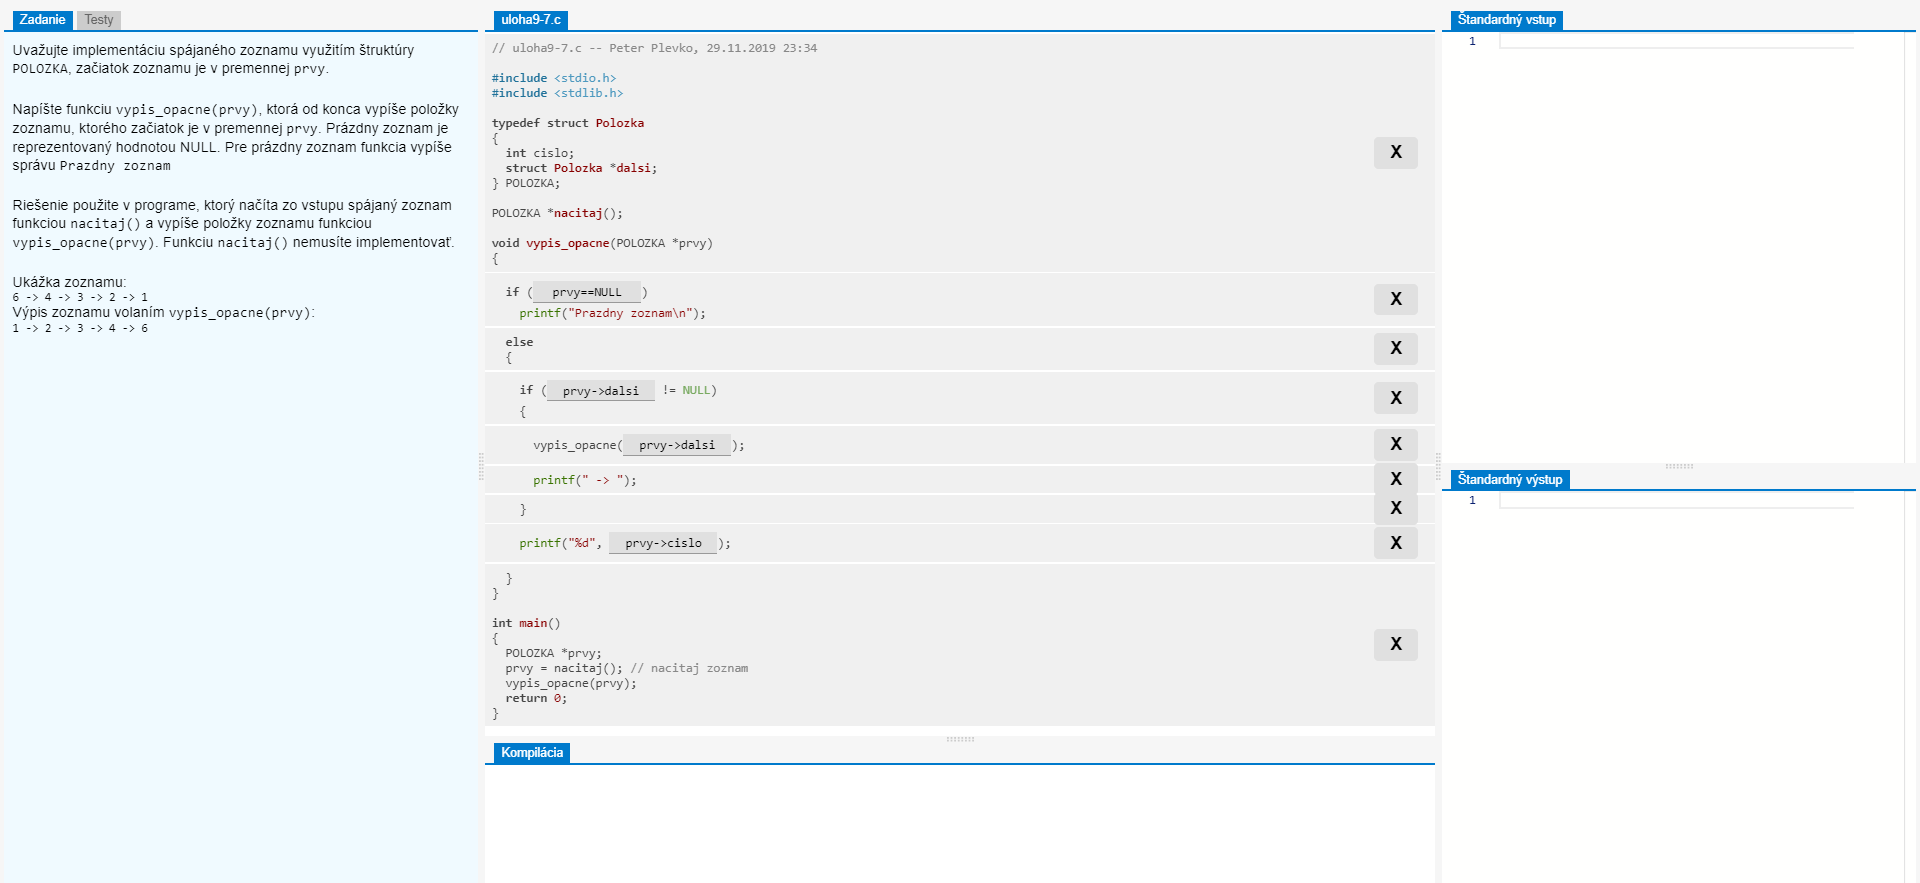 Zadanie Testy
Uvažujte implementáciu spájaného zoznamu využitím štruktúry
POLOZKA, začiatok zoznamu je v premennej prvy.
Napíšte funkciu vypis_opacne(prvy), ktorá od konca vypíše položky
zoznamu, ktorého začiatok je v premennej prvy. Prázdny zoznam je
reprezentovaný hodnotou NULL. Pre prázdny zoznam funkcia vypíše
správu Prazdny zoznam
Riešenie použite v programe, ktorý načíta zo vstupu spájaný zoznam
funkciou nacitaj() a vypíše položky zoznamu funkciou
vypis_opacne(prvy). Funkciu nacitaj() nemusíte implementovať.
Ukážka zoznamu:
6 -> 4 -> 3 -> 2 -> 1
Výpis zoznamu volaním vypis_opacne(prvy):
1 -> 2 -> 3 -> 4 -> 6
uloha9-7.c
// uloha9-7.c -- Peter Plevko, 29.11.2019 23:34
#include <stdio.h>
#include <stdlib.h>
typedef struct Polozka
{
int cislo;
struct Polozka *dalsi;
} POLOZKA;
X
POLOZKA *nacitaj();
void vypis_opacne(POLOZKA *prvy)
{
if ( prvy==NULL )
printf("Prazdny zoznam\n");
X
else
{
X
if ( prvy->dalsi != NULL)
{
X
vypis_opacne( prvy->dalsi );
X
printf(" -> ");
X
}
X
printf("%d", prvy->cislo );
X
}
}
int main()
{
POLOZKA *prvy;
prvy = nacitaj(); // nacitaj zoznam
vypis_opacne(prvy);
return 0;
}
X
Kompilácia
Štandardný vstup
1
Štandardný výstup
1